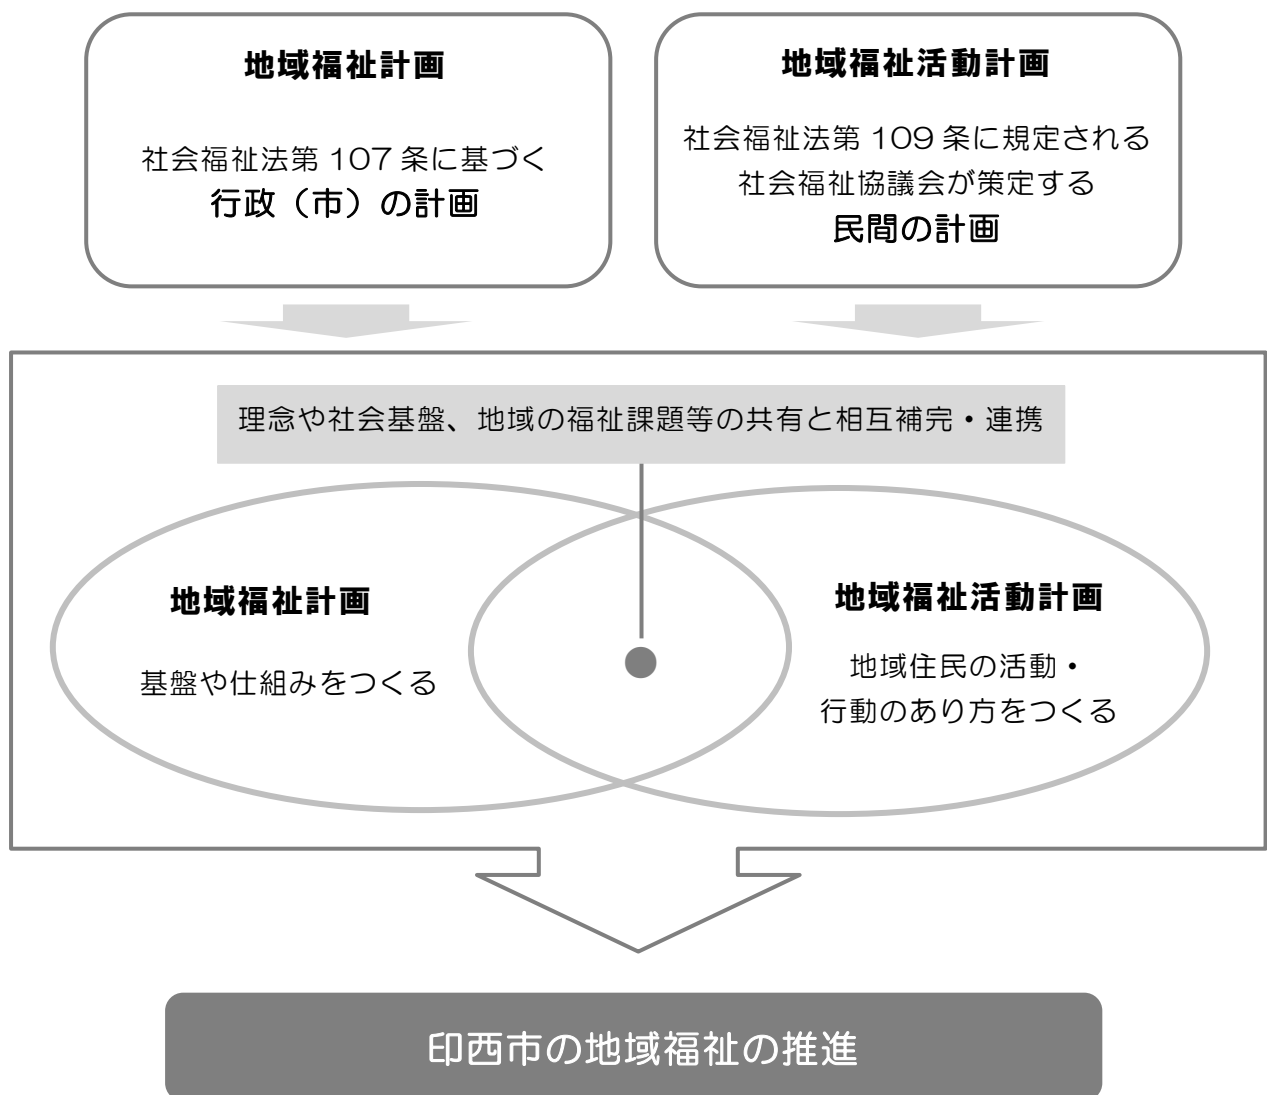 地域福祉計画
社会福祉法第 107 条に基づく
行政（市）の計画
地域福祉活動計画
社会福祉法第 109 条に規定される
社会福祉協議会が策定する
民間の計画
理念や社会基盤、地域の福祉課題等の共有と相互補完・連携
地域福祉計画
基盤や仕組みをつくる
地域福祉活動計画
地域住民の活動・
行動のあり方をつくる
印西市の地域福祉の推進